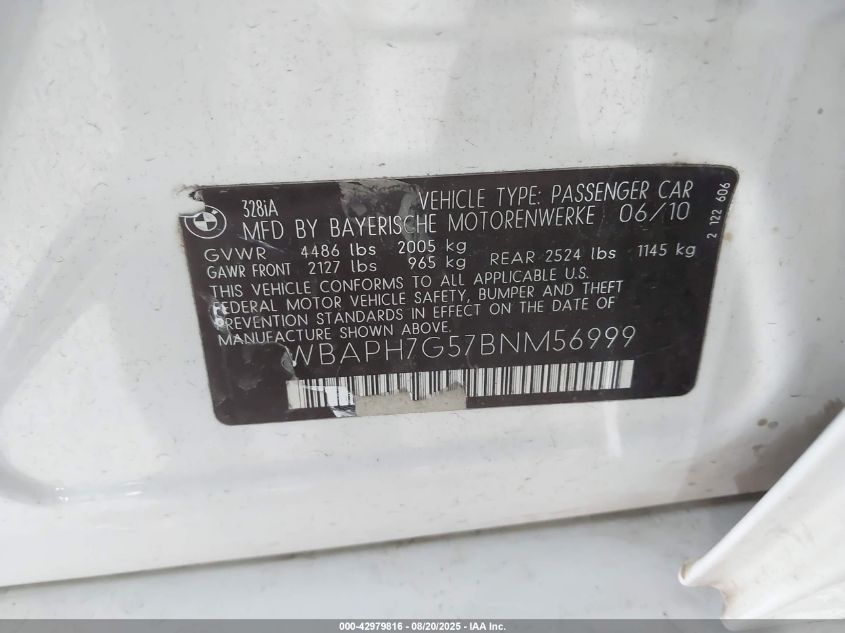 328iA VEHICLE TYPE: PASSENGER CAR
MFD BY BAYERISCHE MOTORENWERKE 06/10
GVWR 4486 lbs 2005 kg
GAWR FRONT 2127 lbs 965 kg REAR 2524 lbs 1145 kg
THIS VEHICLE CONFORMS TO ALL APPLICABLE U.S.
FEDERAL MOTOR VEHICLE SAFETY, BUMPER AND THEFT
PREVENTION STANDARDS IN EFFECT ON THE DATE OF
MANUFACTURE SHOWN ABOVE.
WBAPH7G57BNM56999
2 122 606
000-42979816 - 08/20/2025 - IAA Inc.